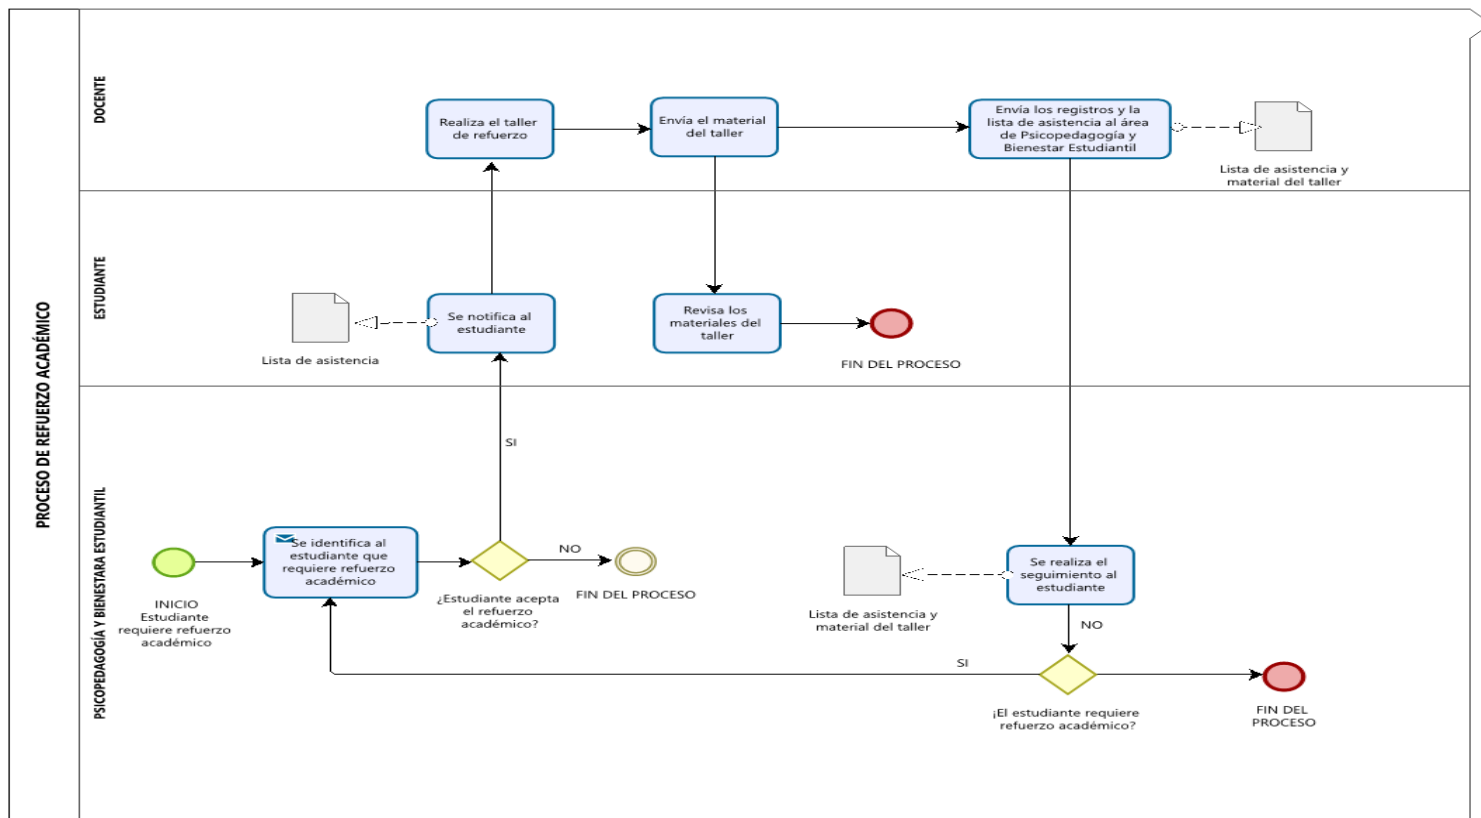 PROCESO DE REFUERZO ACADÉMICO
DOCENTE
Realiza el taller
de refuerzo
Envía el material
del taller
Envía los registros y la
lista de asistencia al área
de Psicopedagogía y
Bienestar Estudiantil
Lista de asistencia y
material del taller
ESTUDIANTE
Lista de asistencia
Se notifica al
estudiante
Revisa los
materiales del
taller
FIN DEL PROCESO
PSICOPEDAGOGÍA Y BIENESTARA ESTUDIANTIL
INICIO
Estudiante
requiere refuerzo
académico
Se identifica al
estudiante que
requiere refuerzo
académico
SI
¿Estudiante acepta
el refuerzo
académico?
NO
FIN DEL PROCESO
Lista de asistencia y
material del taller
Se realiza el
seguimiento al
estudiante
NO
SI
¡El estudiante requiere
refuerzo académico?
FIN DEL
PROCESO